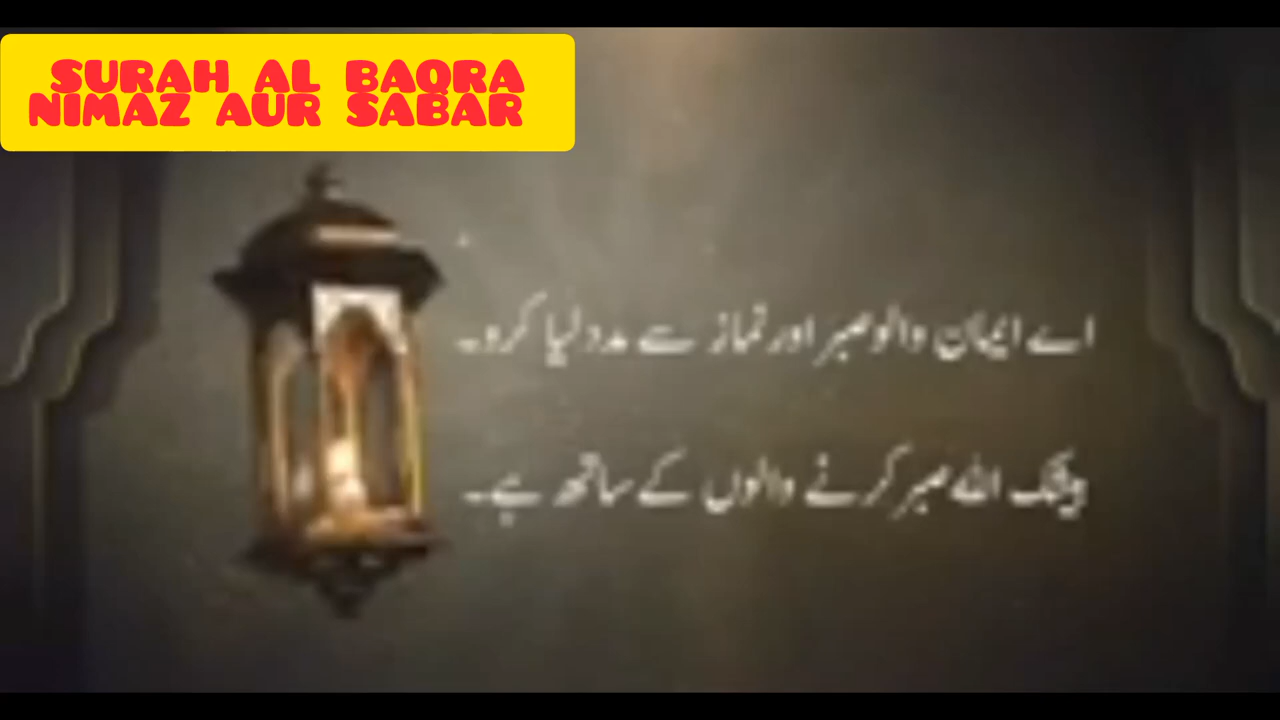 SURAH AL BAQRA
NIMAZ AUR SABAR
اے ایمان والو صبر اور نماز سے مدد لیا کرو۔
بیشک اللہ صبر کرنے والوں کے ساتھ ہے۔